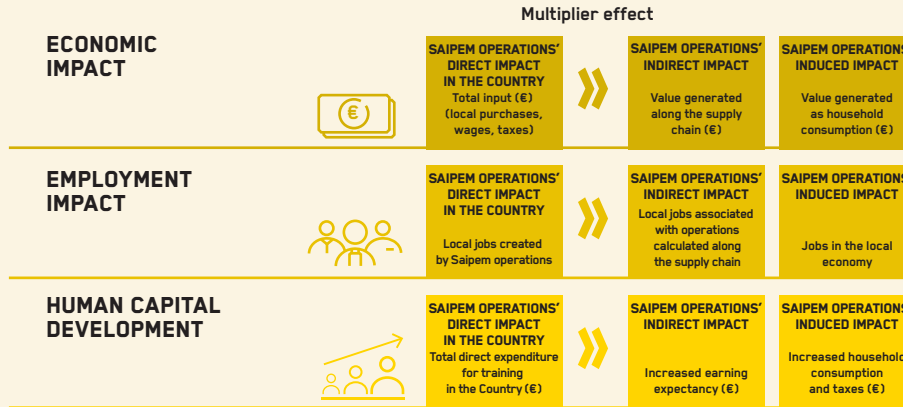 Multiplier effect
ECONOMIC
IMPACT
€
SAIPEM OPERATIONS'
DIRECT IMPACT
IN THE COUNTRY
Total input (€)
(local purchases,
wages, taxes)
SAIPEM OPERATIONS'
INDIRECT IMPACT
Value generated
along the supply
chain (€)
SAIPEM OPERATIONS
INDUCED IMPACT
Value generated
as household
consumption (€)
EMPLOYMENT
IMPACT
SAIPEM OPERATIONS'
DIRECT IMPACT
IN THE COUNTRY
Local jobs created
by Saipem operations
SAIPEM OPERATIONS'
INDIRECT IMPACT
Local jobs associated
with operations
calculated along
the supply chain
SAIPEM OPERATIONS
INDUCED IMPACT
Jobs in the local
economy
HUMAN CAPITAL
DEVELOPMENT
SAIPEM OPERATIONS'
DIRECT IMPACT
IN THE COUNTRY
Total direct expenditure
for training
in the Country (€)
SAIPEM OPERATIONS'
INDIRECT IMPACT
Increased earning
expectancy (€)
SAIPEM OPERATIONS
INDUCED IMPACT
Increased household
consumption
and taxes (€)